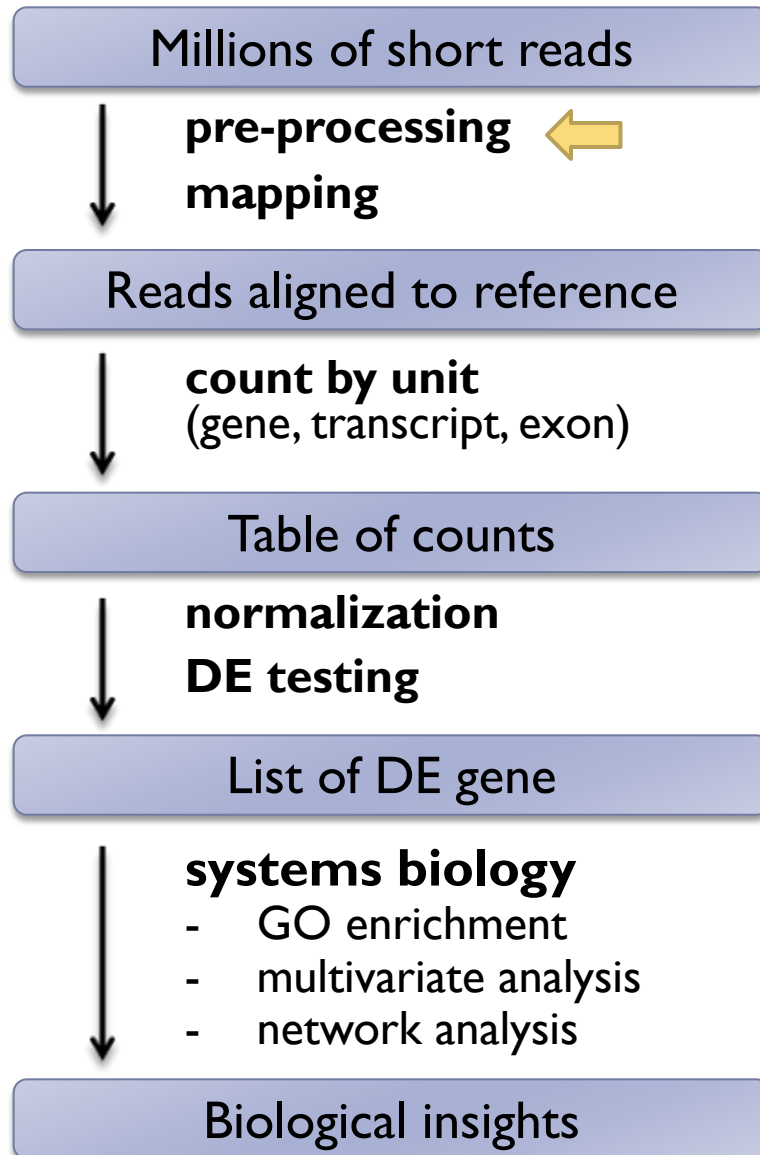 Millions of short reads
pre-processing
mapping
Reads aligned to reference
count by unit
(gene, transcript, exon)
Table of counts
normalization
DE testing
List of DE gene
systems biology
- GO enrichment
- multivariate analysis
- network analysis
Biological insights